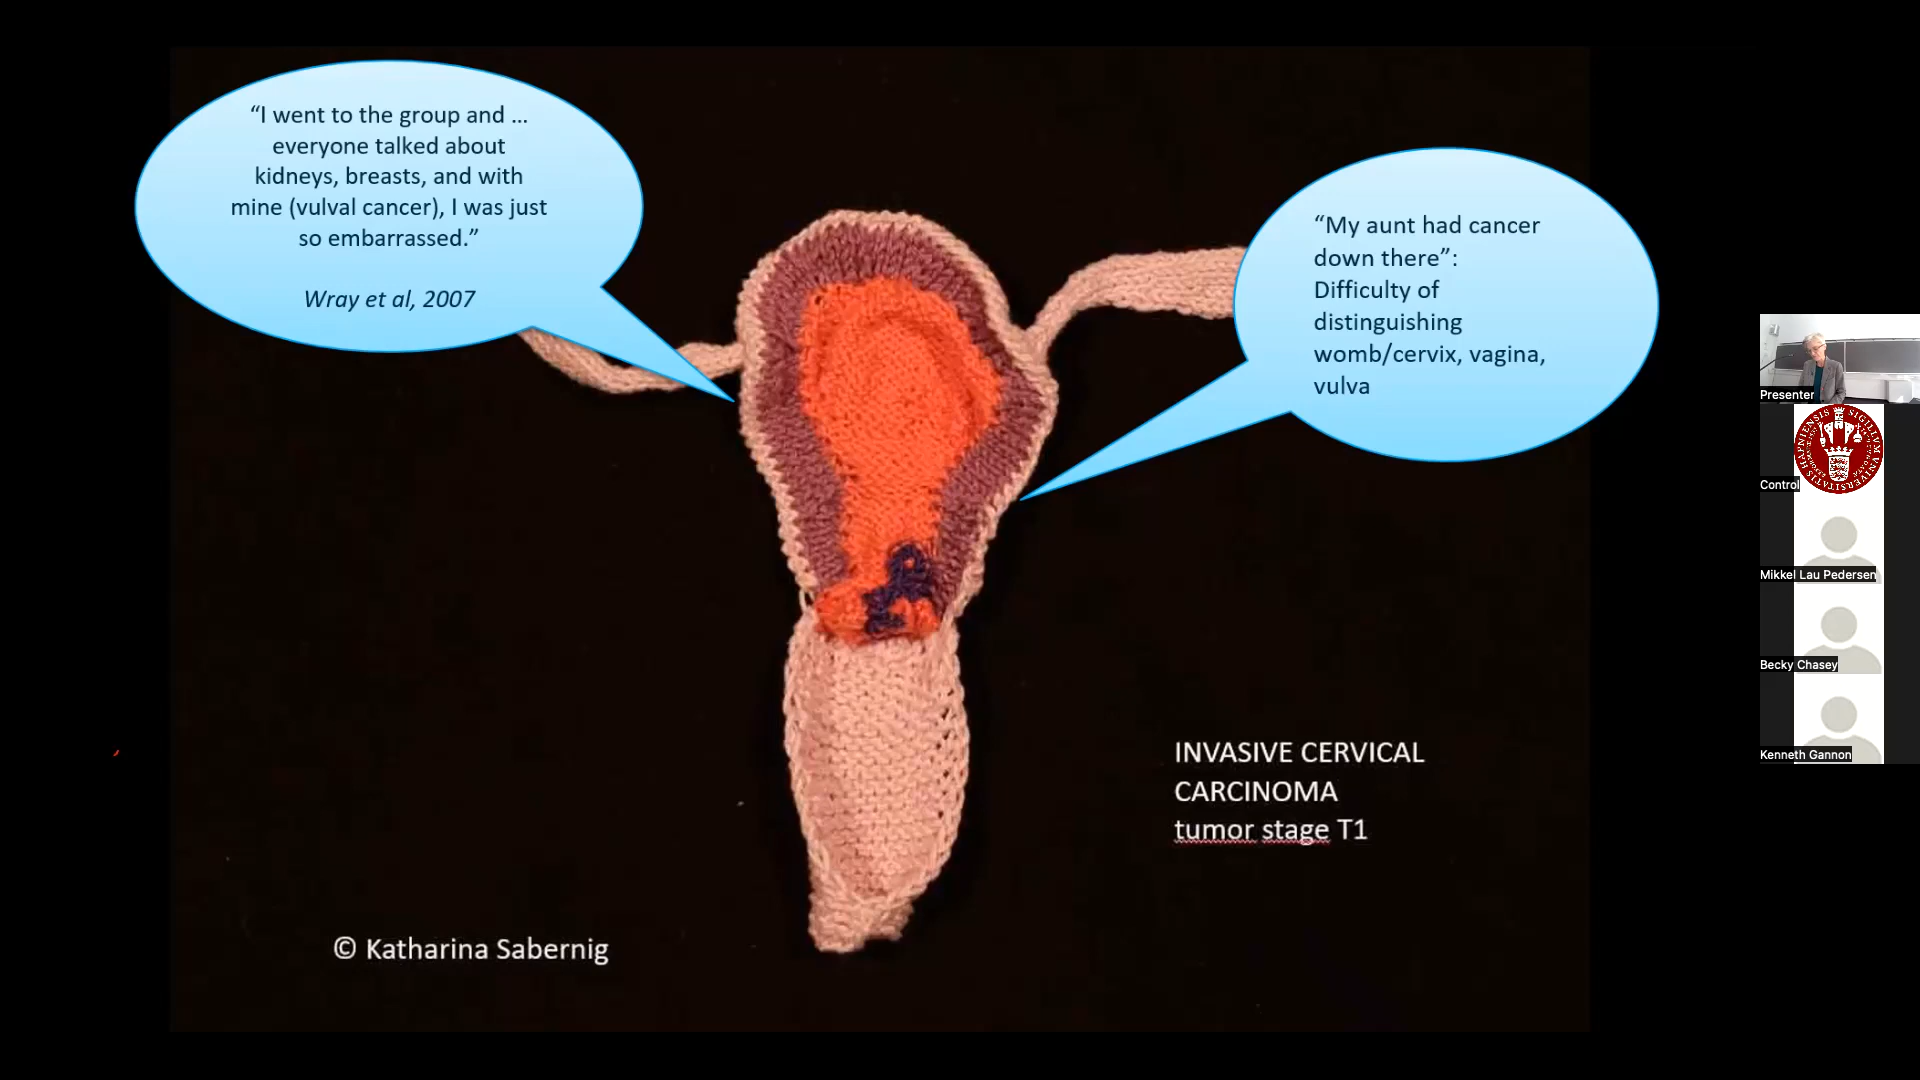 “I went to the group and ...
everyone talked about
kidneys, breasts, and with
mine (vulval cancer), I was just
so embarrassed.”
Wray et al, 2007
“My aunt had cancer
down there”:
Difficulty of
distinguishing
womb/cervix, vagina,
vulva
INVASIVE CERVICAL
CARCINOMA
tumor stage T1
© Katharina Sabernig
Presenter
Control
Mikkel Lau Pedersen
Becky Chasey
Kenneth Gannon